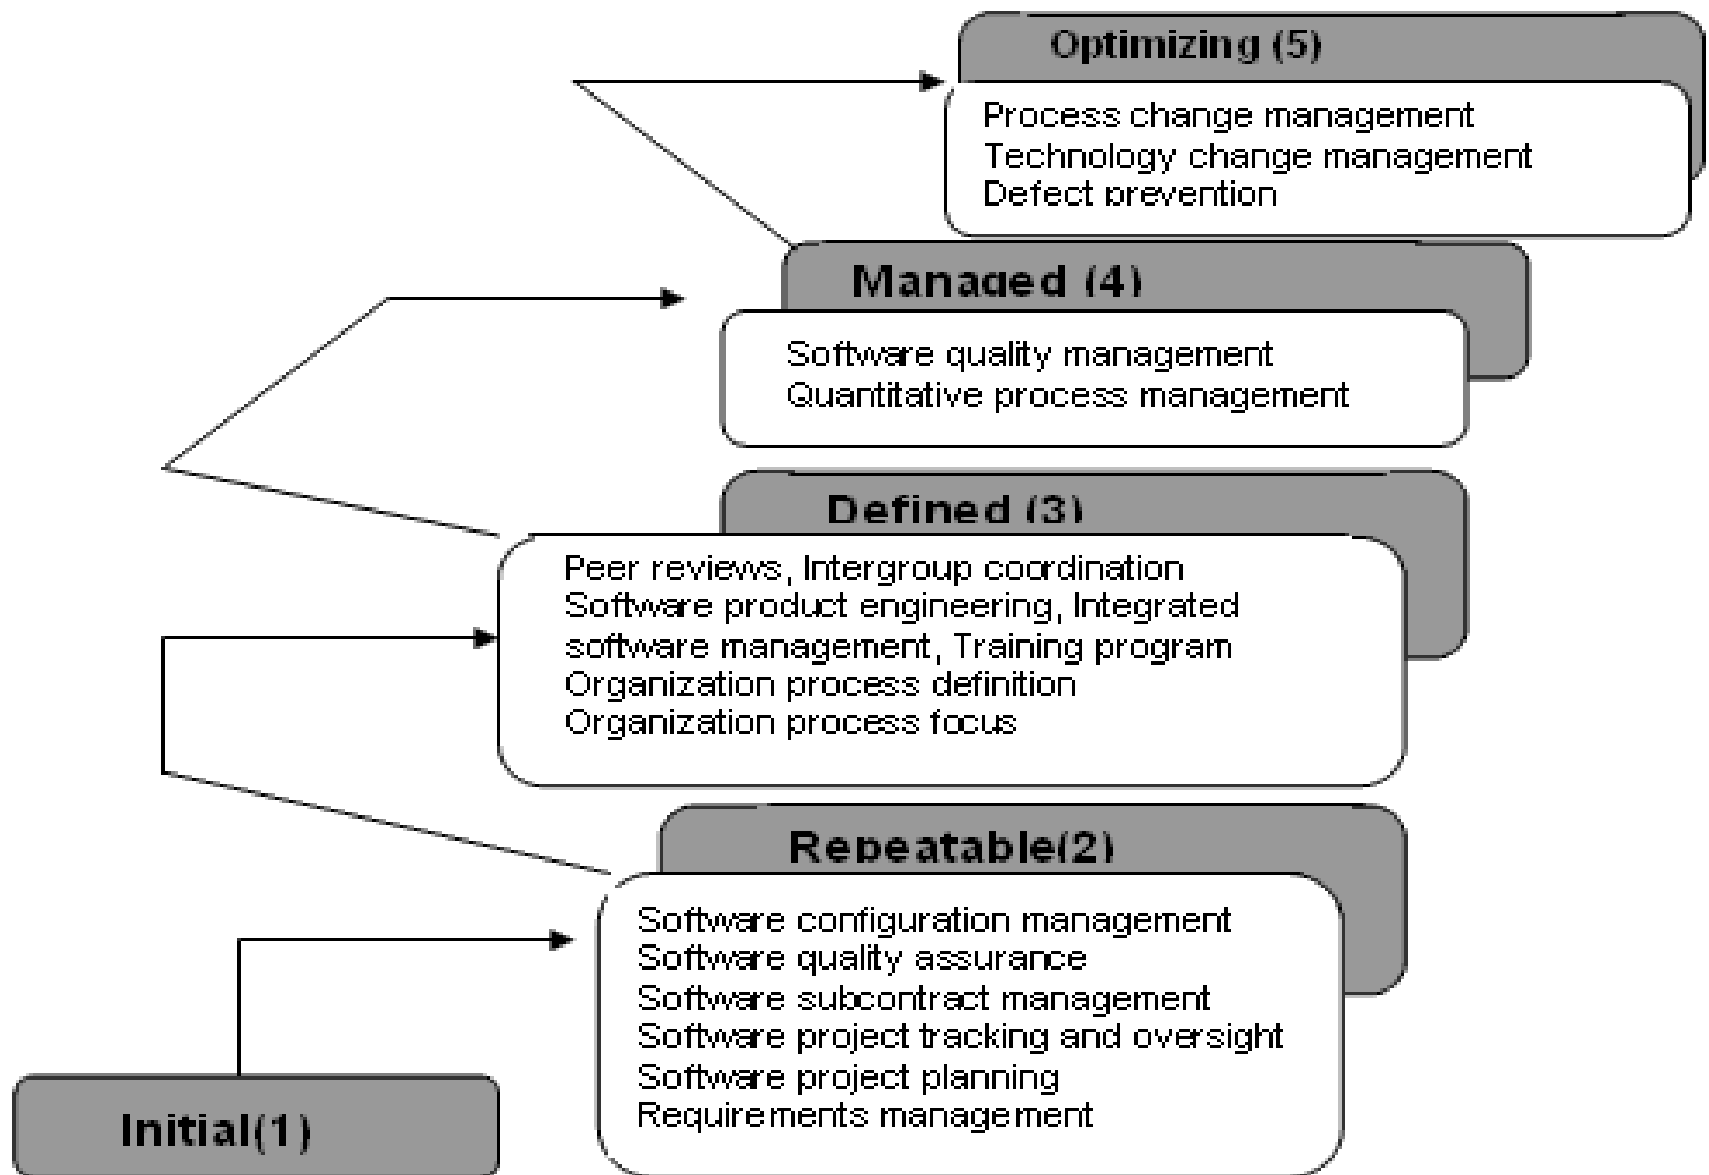 Optimizing (5)
Process change management
Technology change management
Defect prevention
Managed (4)
Software quality management
Quantitative process management
Defined (3)
Peer reviews, Intergroup coordination
Software product engineering, Integrated
software management, Training program
Organization process definition
Organization process focus
Repeatable(2)
Software configuration management
Software quality assurance
Software subcontract management
Software project tracking and oversight
Software project planning
Requirements management
Initial(1)